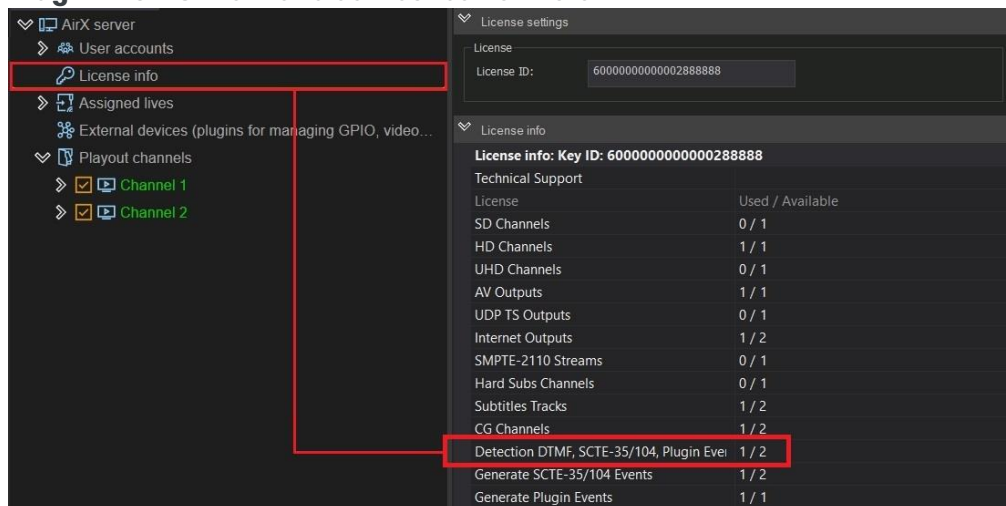 AirX server
User accounts
License info
Assigned lives
External devices (plugins for managing GPIO, video...
Playout channels
Channel 1
Channel 2
License settings
License
License ID: 60000000000002888888
License info
License info: Key ID: 6000000000000288888
Technical Support
License Used / Available
SD Channels 0 / 1
HD Channels 1 / 1
UHD Channels 0 / 1
AV Outputs 1 / 1
UDP TS Outputs 0 / 1
Internet Outputs 1 / 2
SMPTE-2110 Streams 0 / 1
Hard Subs Channels 0 / 1
Subtitles Tracks 1 / 2
CG Channels 1 / 2
Detection DTMF, SCTE-35/104, Plugin Eve 1 / 2
Generate SCTE-35/104 Events 1 / 2
Generate Plugin Events 1 / 1